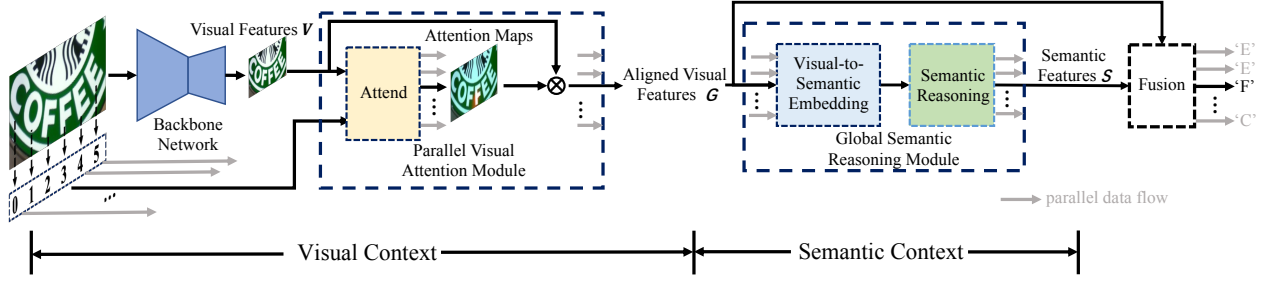 COFFEE
0 1 2 3 4 5
...
Backbone
Network
Visual Features V
COFFEE
Attend
Attention Maps
COFFEE
Parallel Visual
Attention Module
Aligned Visual
Features G
Visual-to-
Semantic
Embedding
Semantic
Reasoning
Global Semantic
Reasoning Module
Semantic
Features S
Fusion
‘E’
‘E’
‘F’
‘C’
parallel data flow
Visual Context
Semantic Context